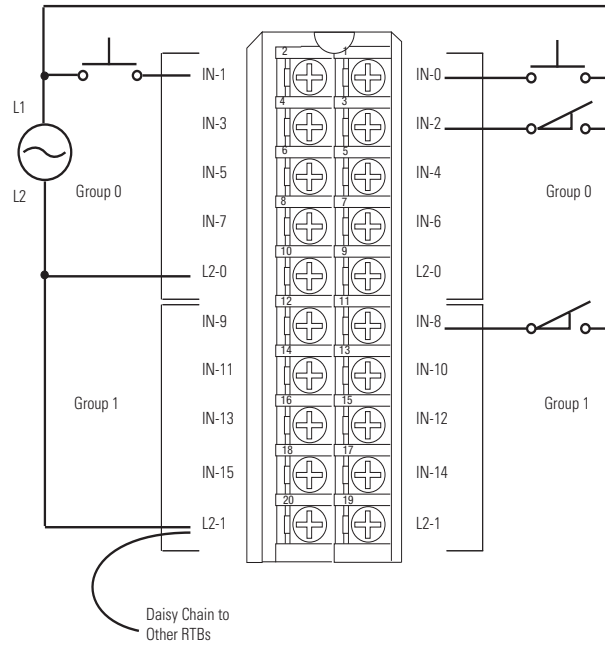 2 1
IN-1 IN-0
L1
4 3
IN-3 IN-2
6 5
IN-5 IN-4
L2
Group 0 Group 0
8 7
IN-7 IN-6
10 9
L2-0 L2-0
12 11
IN-9 IN-8
14 13
IN-11 IN-10
Group 1 Group 1
16 15
IN-13 IN-12
18 17
IN-15 IN-14
20 19
L2-1 L2-1
Daisy Chain to
Other RTBs